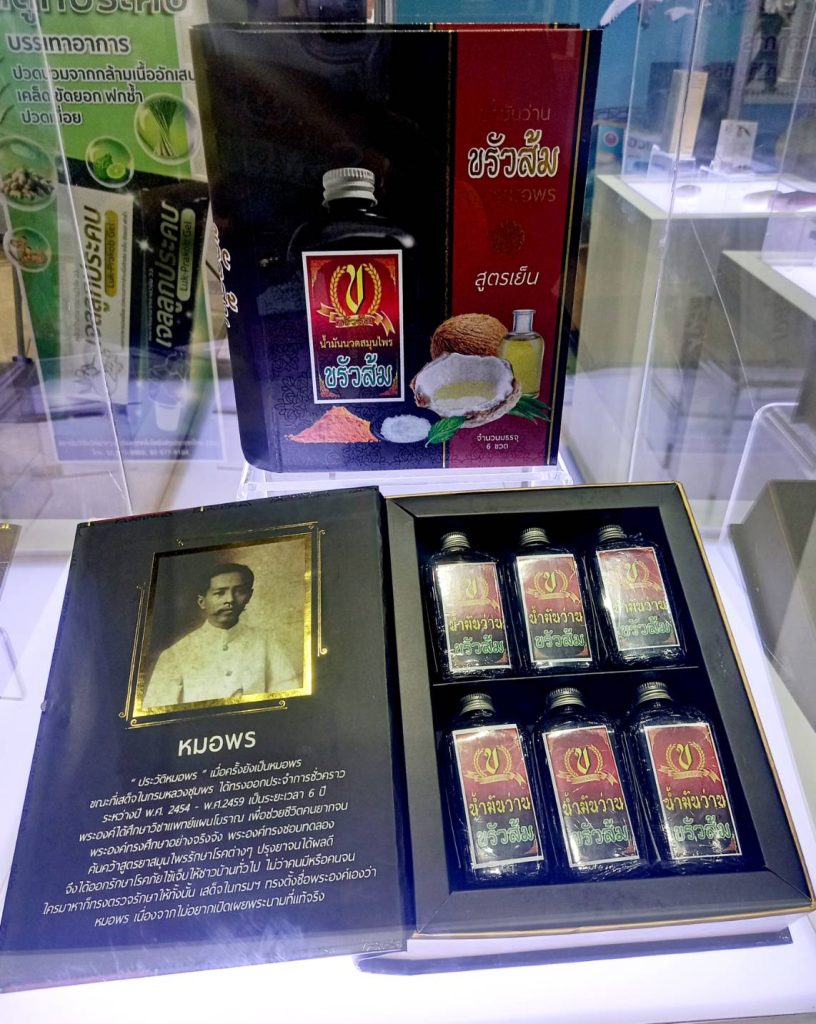 บรรเทาอาการ
ปวดบวมจากกล้ามเนื้ออักเสบ
เคล็ด ขัดยอก ฟกช้ำ
ปวดเมื่อย
เจลลูกประคบ
Luk-Prakob Gel
เจลลูกประคบ
Luk-Prakob Gel
น้ำมันว่าน
ขรัวส้ม
หมอพร
สูตรเย็น
ข
น้ำมันนวดสมุนไพร
ขรัวส้ม
จำนวนบรรจุ
6 ขวด
หมอพร
“ ประวัติหมอพร ” เมื่อครั้งยังเป็นหมอพร
ขณะที่เสด็จในกรมหลวงชุมพร ได้ทรงออกประจำการชั่วคราว
ระหว่างปี พ.ศ. 2454 - พ.ศ.2459 เป็นระยะเวลา 6 ปี
พระองค์ได้ศึกษาวิชาแพทย์แผนโบราณ เพื่อช่วยชีวิตคนยากจน
พระองค์ทรงศึกษาอย่างจริงจัง พระองค์ทรงชอบทดลอง
ค้นคว้าสูตรยาสมุนไพรรักษาโรคต่างๆ ปรุงยาจนได้ผลดี
จึงได้ออกรักษาโรคภัยไข้เจ็บให้ชาวบ้านทั่วไป ไม่ว่าคนมีหรือคนจน
ใครมาหาก็ทรงตรวจรักษาให้ทั้งนั้น เสด็จในกรมฯ ทรงตั้งชื่อพระองค์เองว่า
หมอพร เนื่องจากไม่อยากเปิดเผยพระนามที่แท้จริง
ข
น้ำมันว่าน
ขรัวส้ม
ข
น้ำมันว่าน
ขรัวส้ม
ข
น้ำมันว่าน
ขรัวส้ม
ข
น้ำมันว่าน
ขรัวส้ม
ข
น้ำมันว่าน
ขรัวส้ม
ข
น้ำมันว่าน
ขรัวส้ม